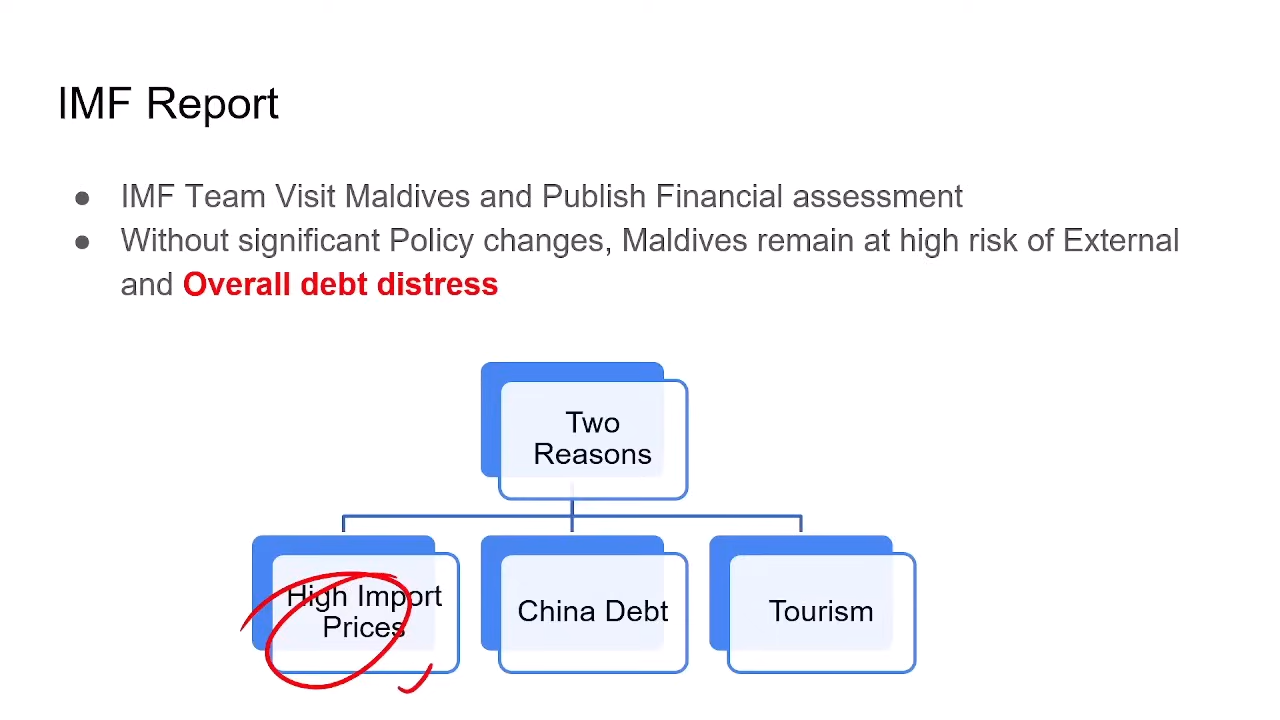 IMF Report
● IMF Team Visit Maldives and Publish Financial assessment
● Without significant Policy changes, Maldives remain at high risk of External
and Overall debt distress
Two
Reasons
High Import
Prices
China Debt
Tourism